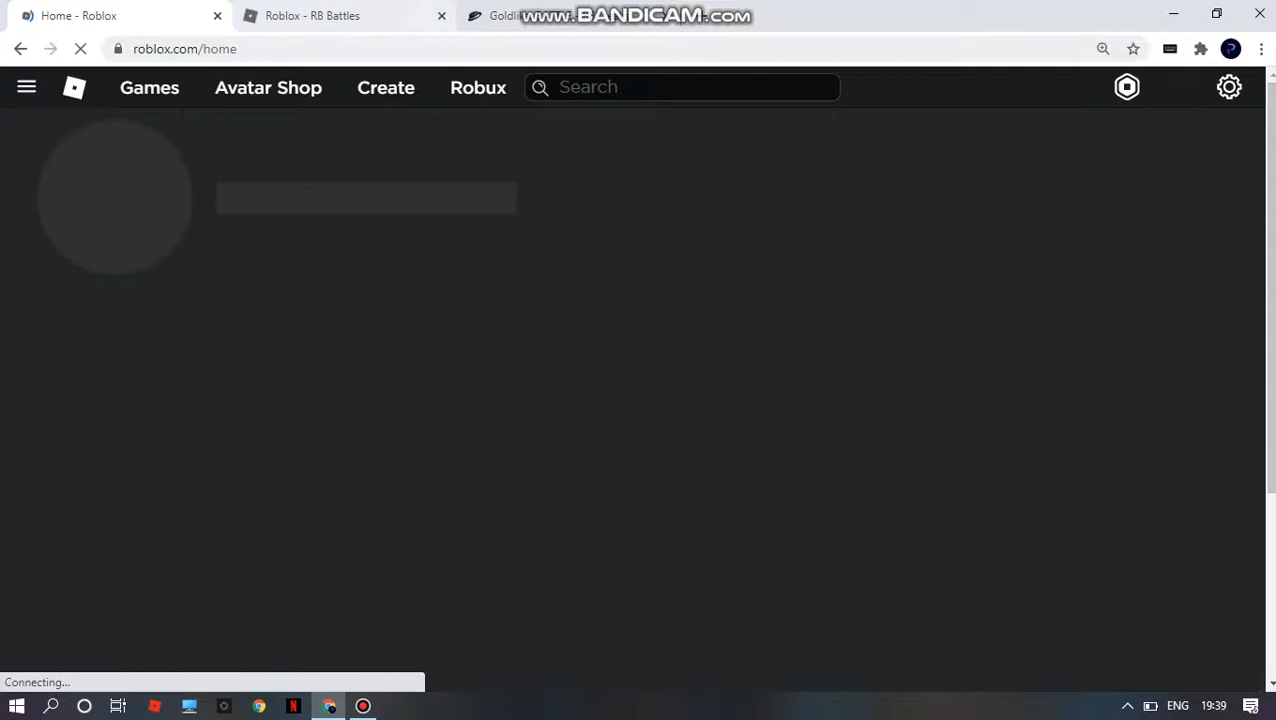 Home - Roblox
Roblox - RB Battles
Goldli
www.BANDICAM.com
roblox.com/home
Games
Avatar Shop
Create
Robux
Search
Connecting...
ENG
19:39